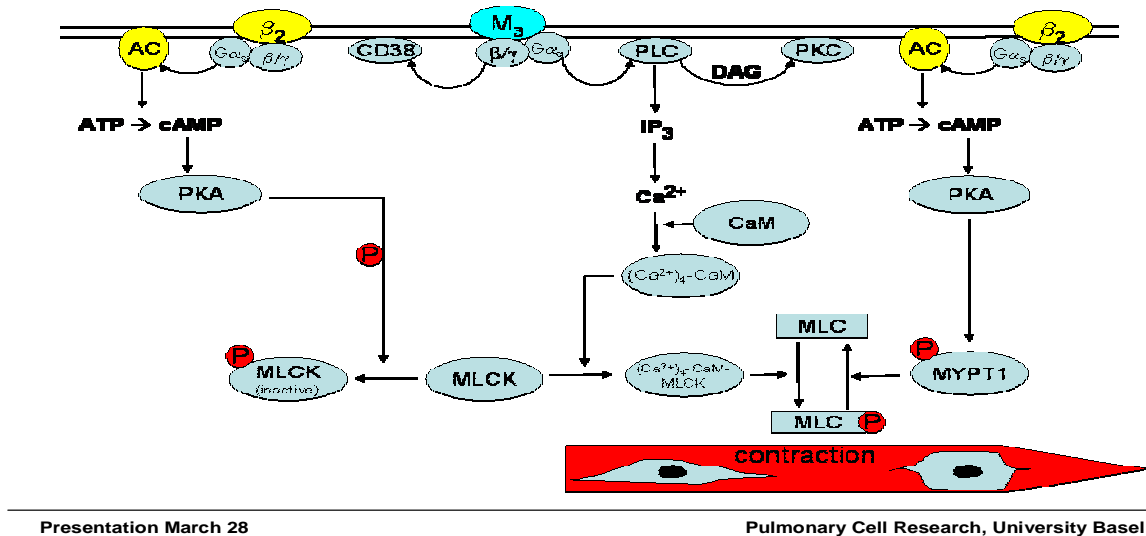 β₂ M₃ β₂
AC Gαₛ β/γ CD38 β/γ Gα PLC PKC AC Gαₛ β/γ
DAG
ATP → cAMP IP₃ ATP → cAMP
PKA Ca²⁺ PKA
CaM
P
(Ca²⁺)₄-CaM
MLC
P P
MLCK MLCK (Ca²⁺)₄-CaM- MYPT1
(inactive) MLCK
MLC P
contraction
Presentation March 28 Pulmonary Cell Research, University Basel